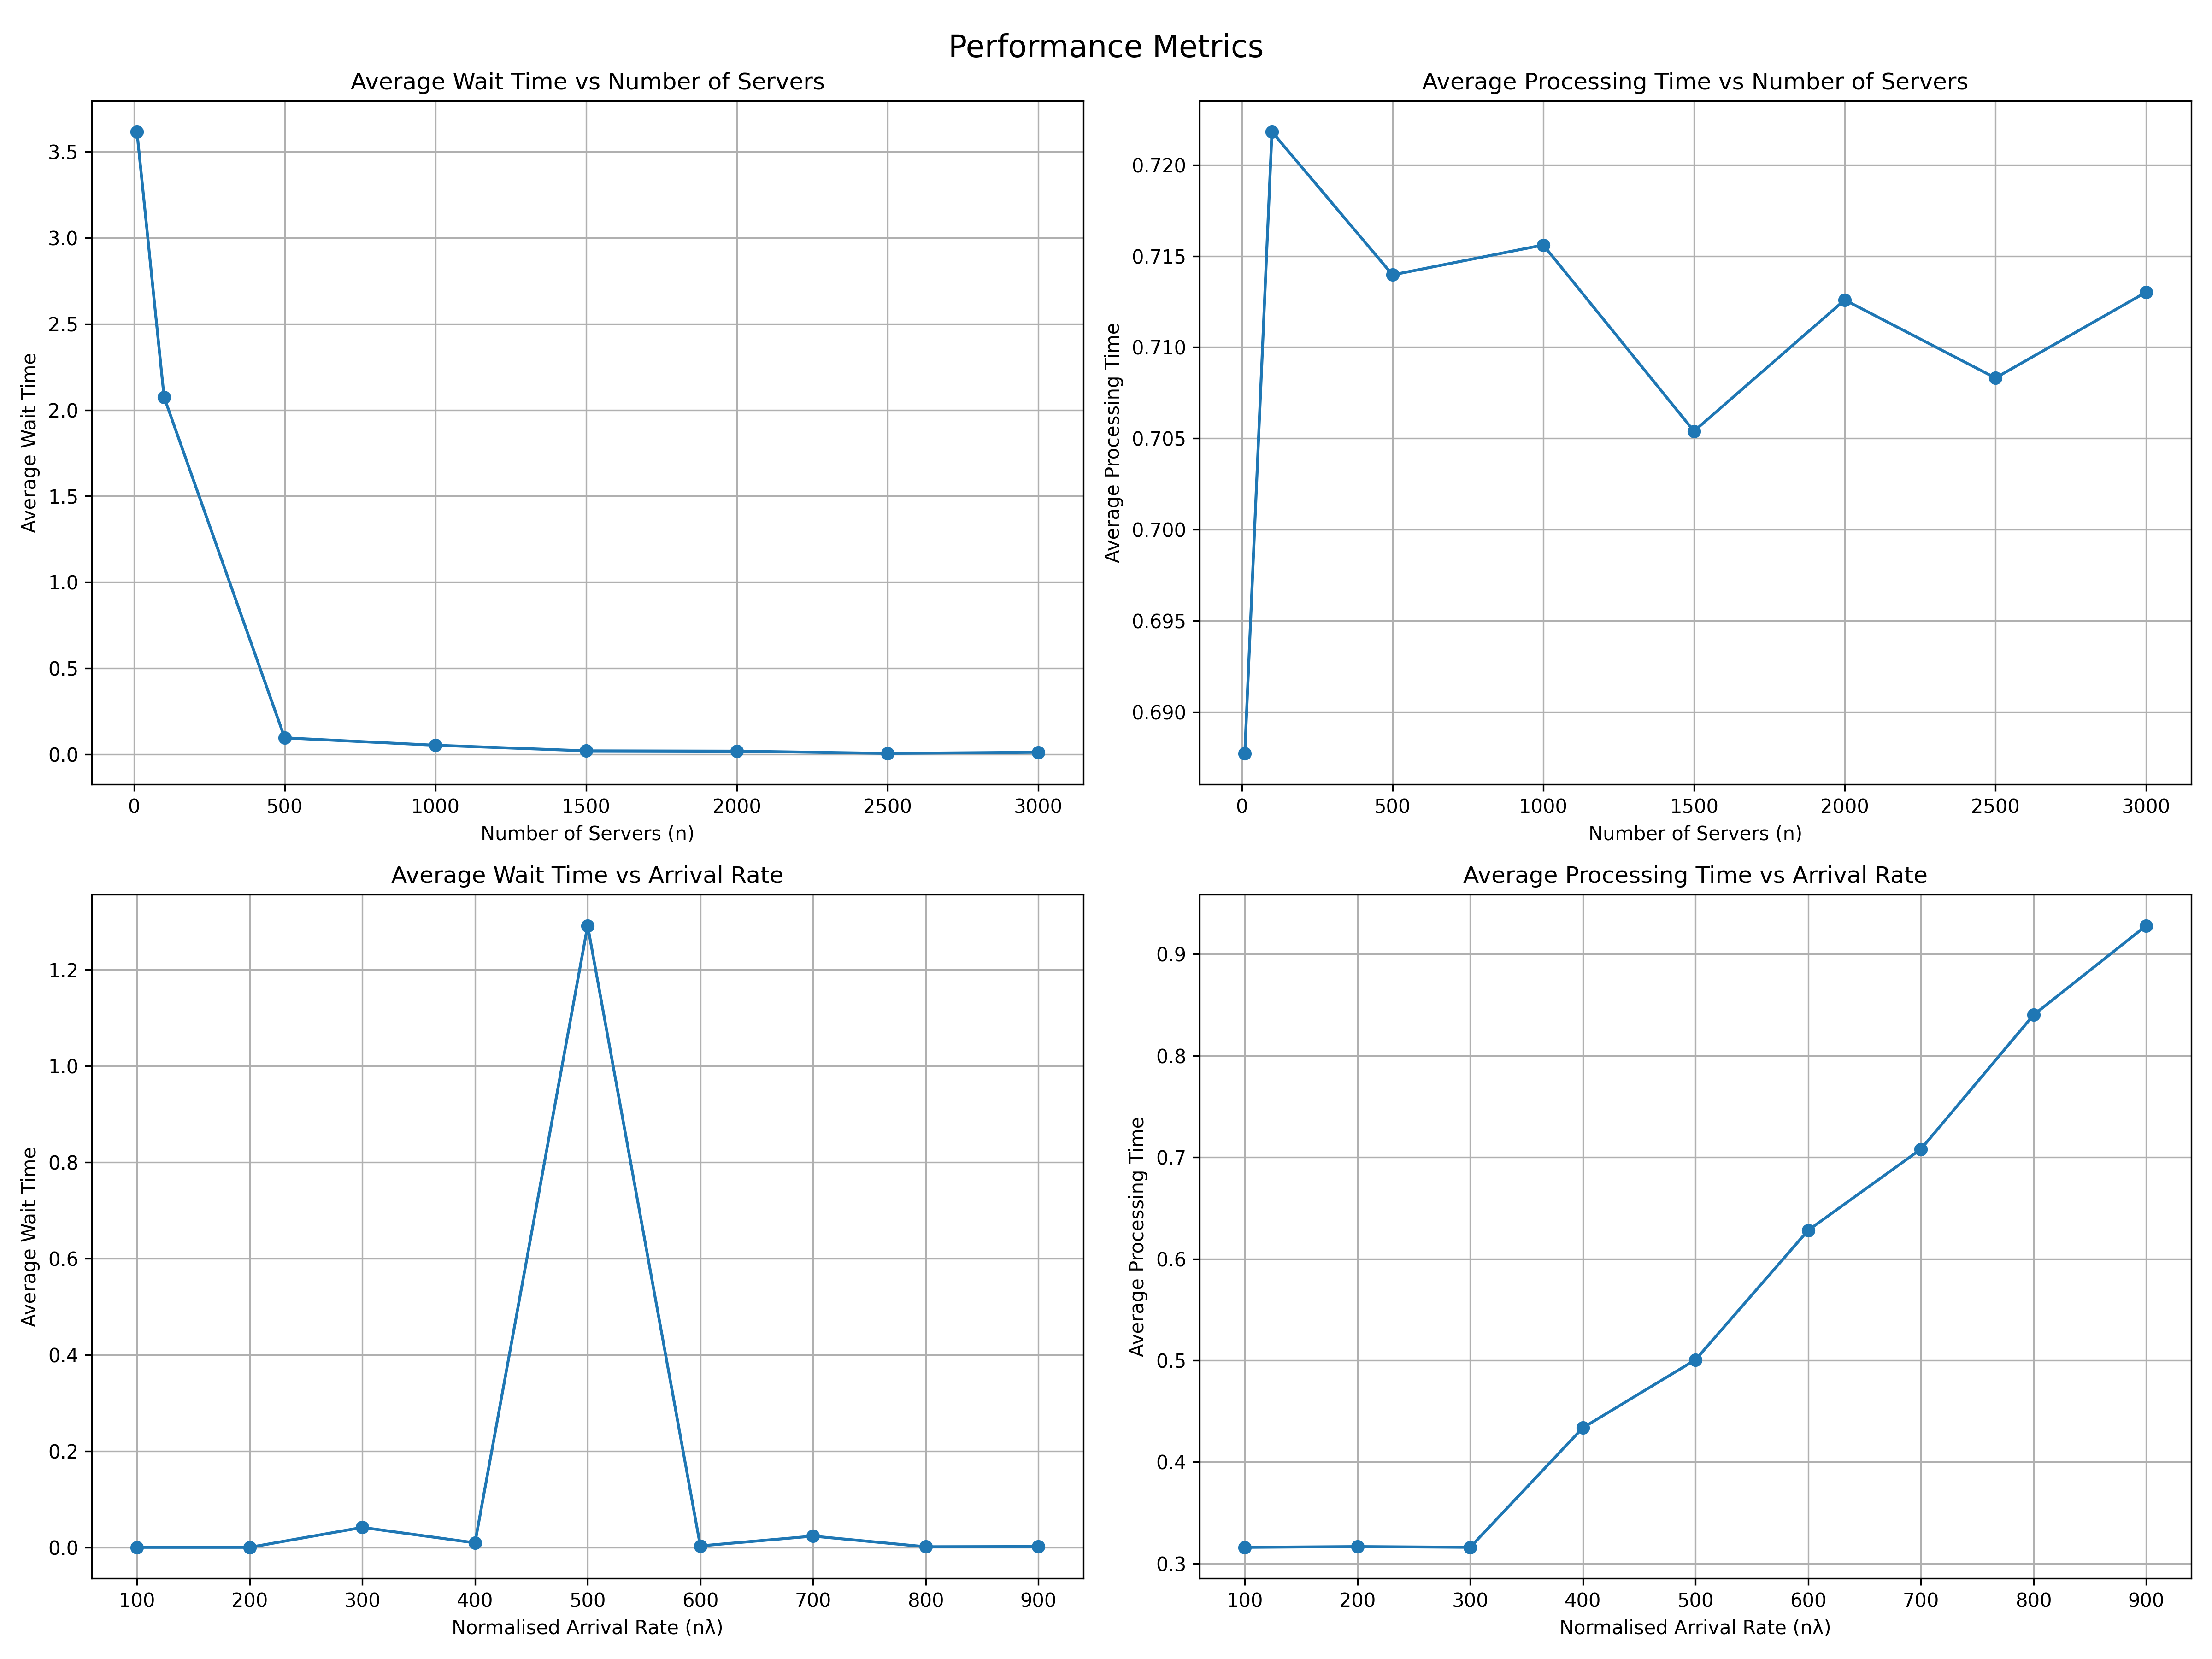 Performance Metrics
Average Wait Time vs Number of Servers
Average Wait Time
3.5
3.0
2.5
2.0
1.5
1.0
0.5
0.0
0 500 1000 1500 2000 2500 3000
Number of Servers (n)
Average Processing Time vs Number of Servers
Average Processing Time
0.720
0.715
0.710
0.705
0.700
0.695
0.690
0 500 1000 1500 2000 2500 3000
Number of Servers (n)
Average Wait Time vs Arrival Rate
Average Wait Time
1.2
1.0
0.8
0.6
0.4
0.2
0.0
100 200 300 400 500 600 700 800 900
Normalised Arrival Rate (nλ)
Average Processing Time vs Arrival Rate
Average Processing Time
0.9
0.8
0.7
0.6
0.5
0.4
0.3
100 200 300 400 500 600 700 800 900
Normalised Arrival Rate (nλ)